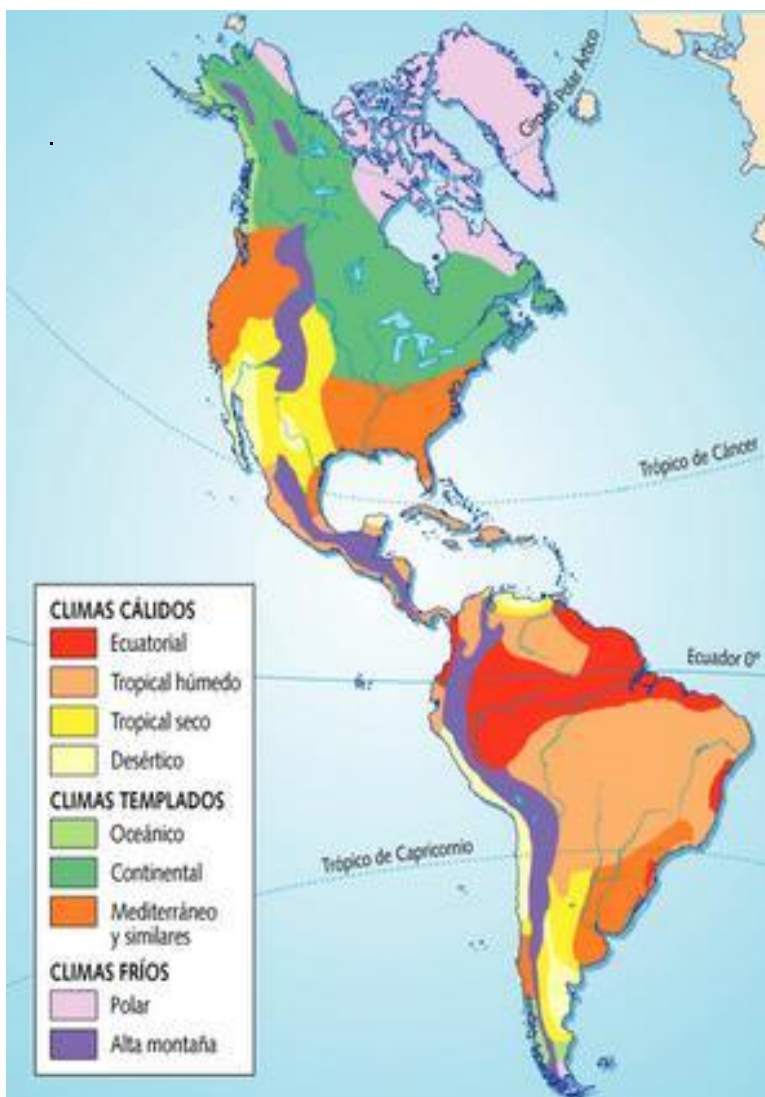 Círculo Polar Ártico
Trópico de Cáncer
CLIMAS CÁLIDOS
Ecuatorial
Tropical húmedo
Tropical seco
Desértico
CLIMAS TEMPLADOS
Oceánico
Continental
Mediterráneo
y similares
CLIMAS FRÍOS
Polar
Alta montaña
Ecuador 0°
Trópico de Capricornio